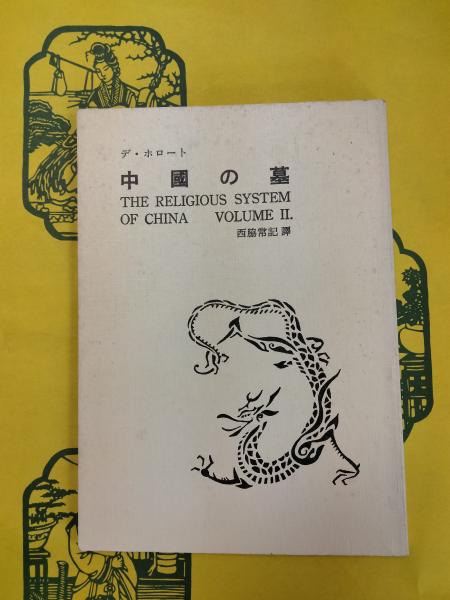 デ・ホロート
中國の墓
THE RELIGIOUS SYSTEM
OF CHINA VOLUME II.
西脇常記 譯